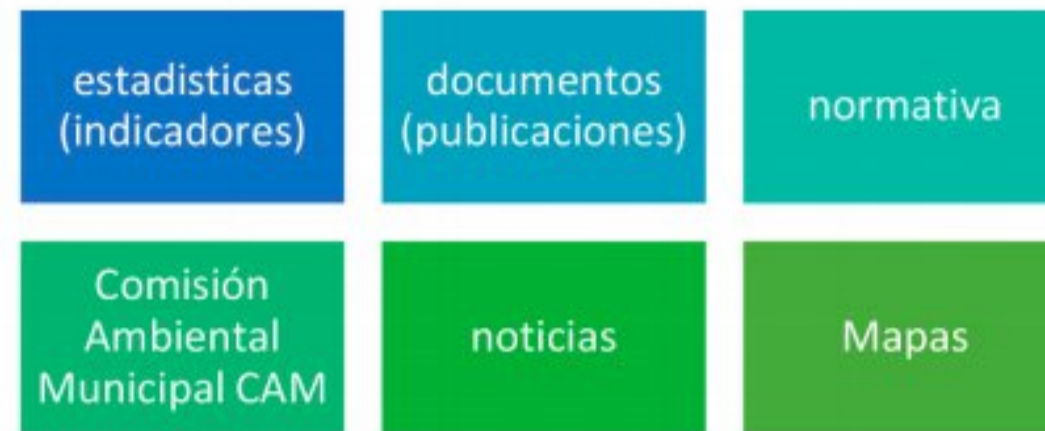 estadisticas
(indicadores)
documentos
(publicaciones)
normativa
Comisión
Ambiental
Municipal CAM
noticias
Mapas